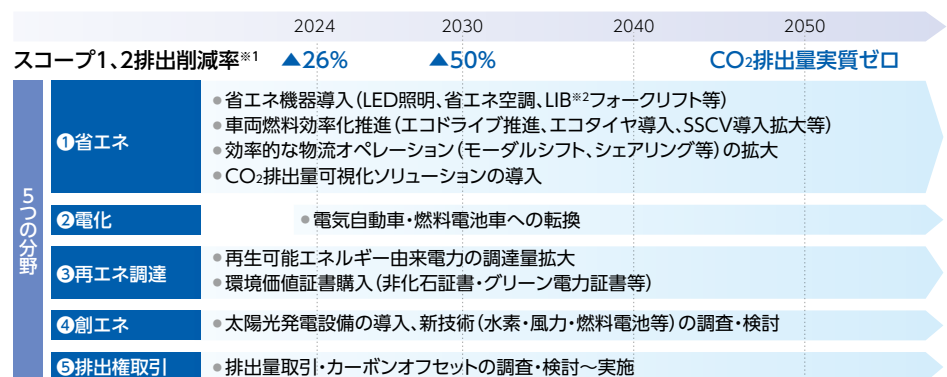 2024 2030 2040 2050
スコープ1、2排出削減率※1 ▲26% ▲50% CO₂排出量実質ゼロ
5つの分野
❶省エネ
●省エネ機器導入（LED照明、省エネ空調、LIB※2フォークリフト等）
●車両燃料効率化推進（エコドライブ推進、エコタイヤ導入、SSCV導入拡大等）
●効率的な物流オペレーション（モーダルシフト、シェアリング等）の拡大
●CO₂排出量可視化ソリューションの導入
❷電化
●電気自動車・燃料電池車への転換
❸再エネ調達
●再生可能エネルギー由来電力の調達量拡大
●環境価値証書購入（非化石証書・グリーン電力証書等）
❹創エネ
●太陽光発電設備の導入、新技術（水素・風力・燃料電池等）の調査・検討
❺排出権取引
●排出量取引・カーボンオフセットの調査・検討～実施